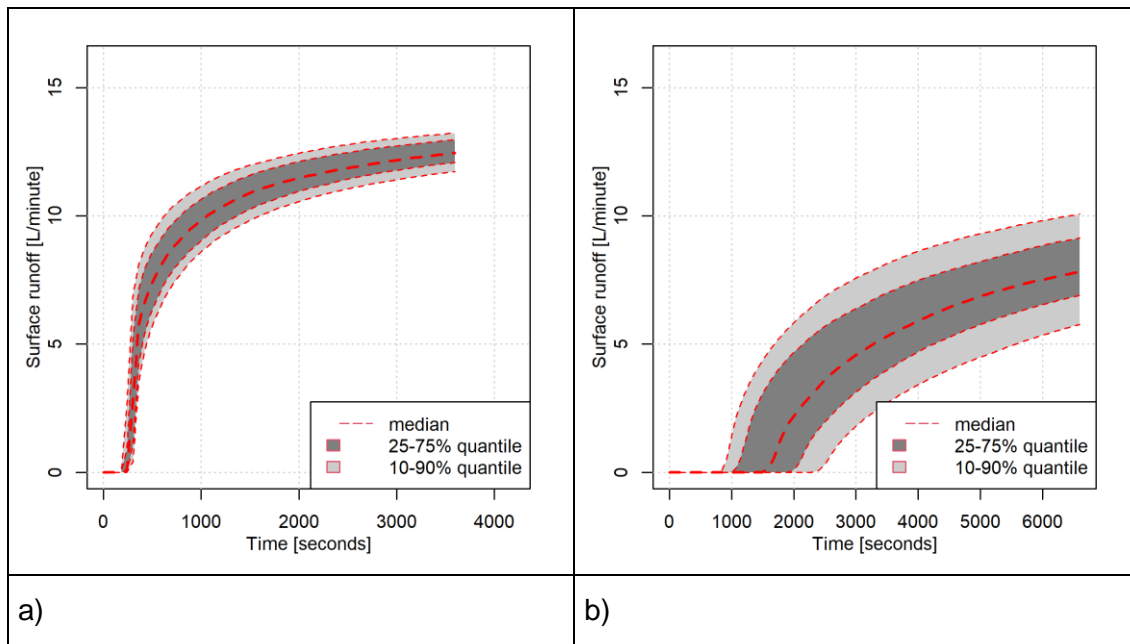 15
10
5
0
Surface runoff [L/minute]
median
25-75% quantile
10-90% quantile
0 1000 2000 3000 4000
Time [seconds]
a)
15
10
5
0
Surface runoff [L/minute]
median
25-75% quantile
10-90% quantile
0 1000 2000 3000 4000 5000 6000
Time [seconds]
b)